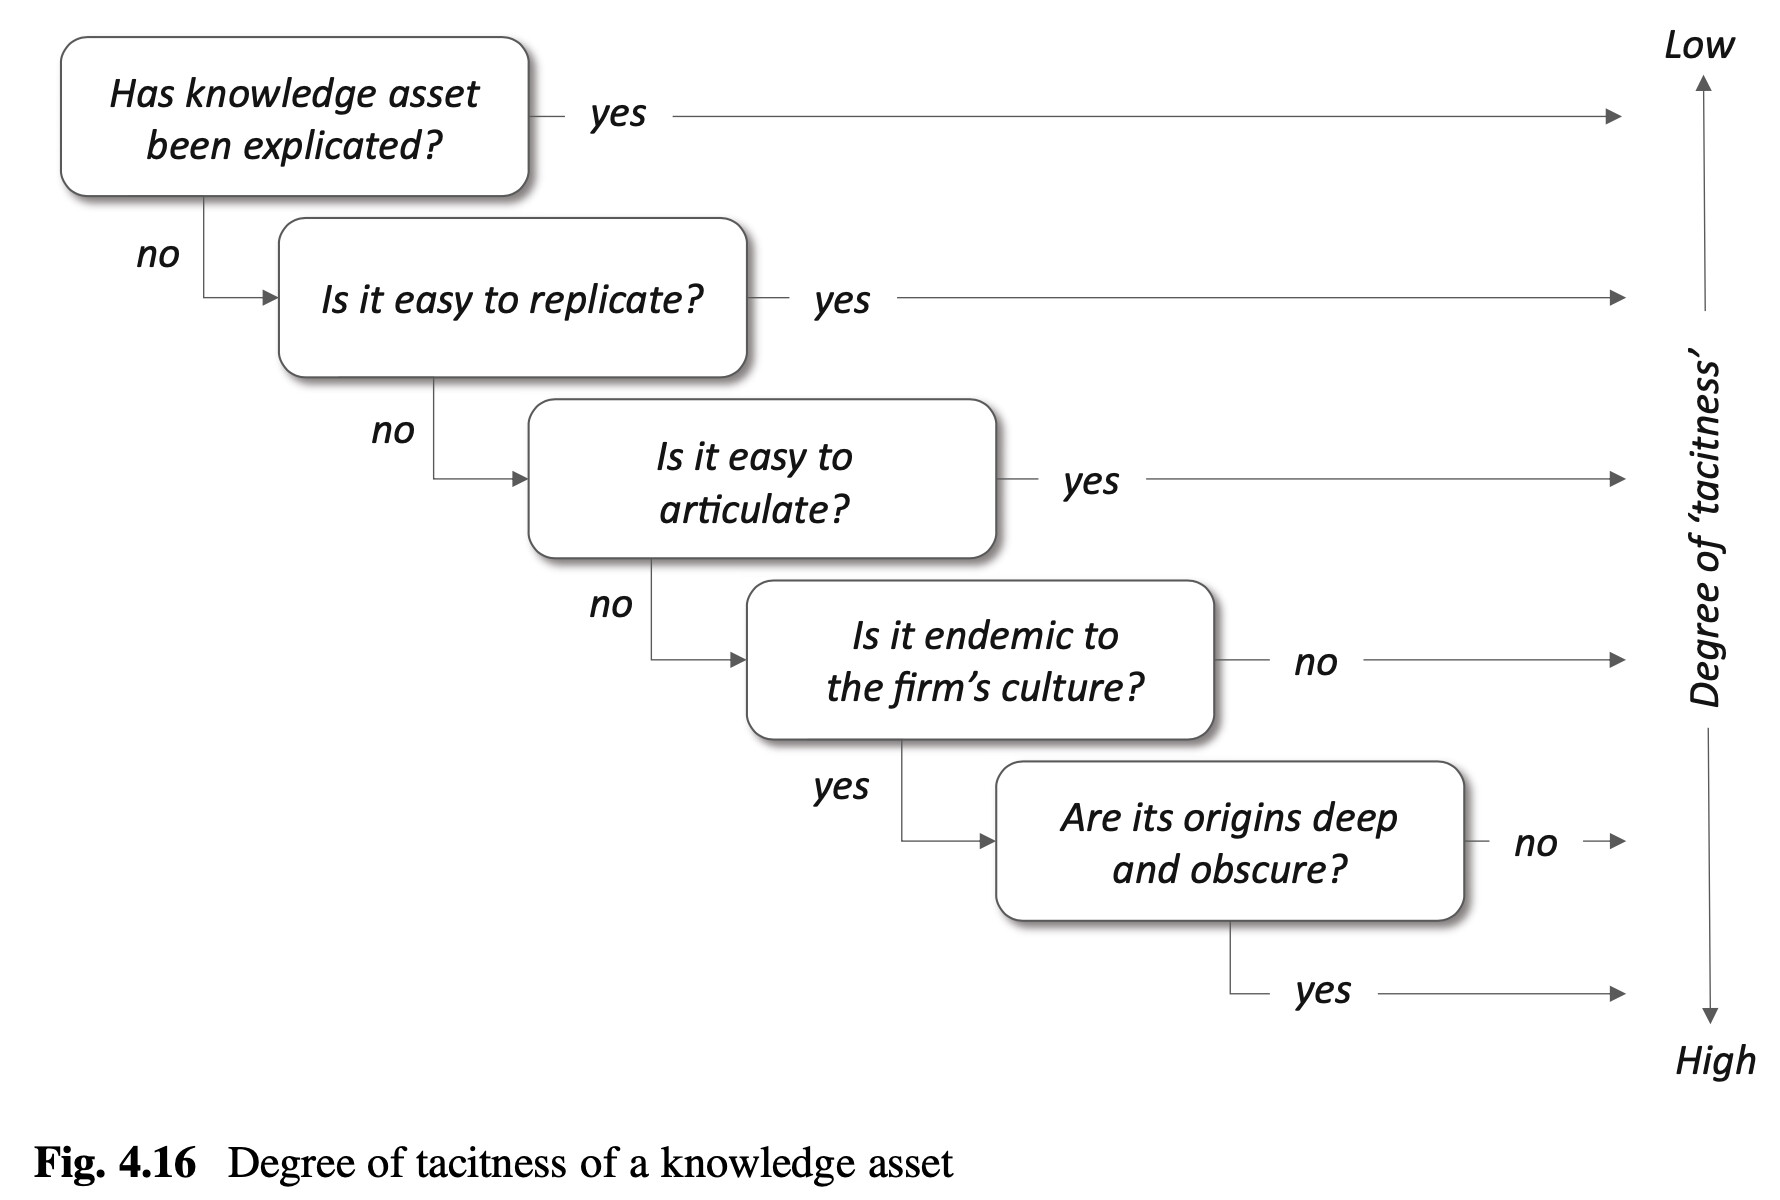 Low
Has knowledge asset
been explicated?
yes
no
Is it easy to replicate?
yes
no
Is it easy to
articulate?
yes
no
Is it endemic to
the firm’s culture?
no
yes
Are its origins deep
and obscure?
no
yes
Degree of ‘tacitness’
High
Fig. 4.16 Degree of tacitness of a knowledge asset